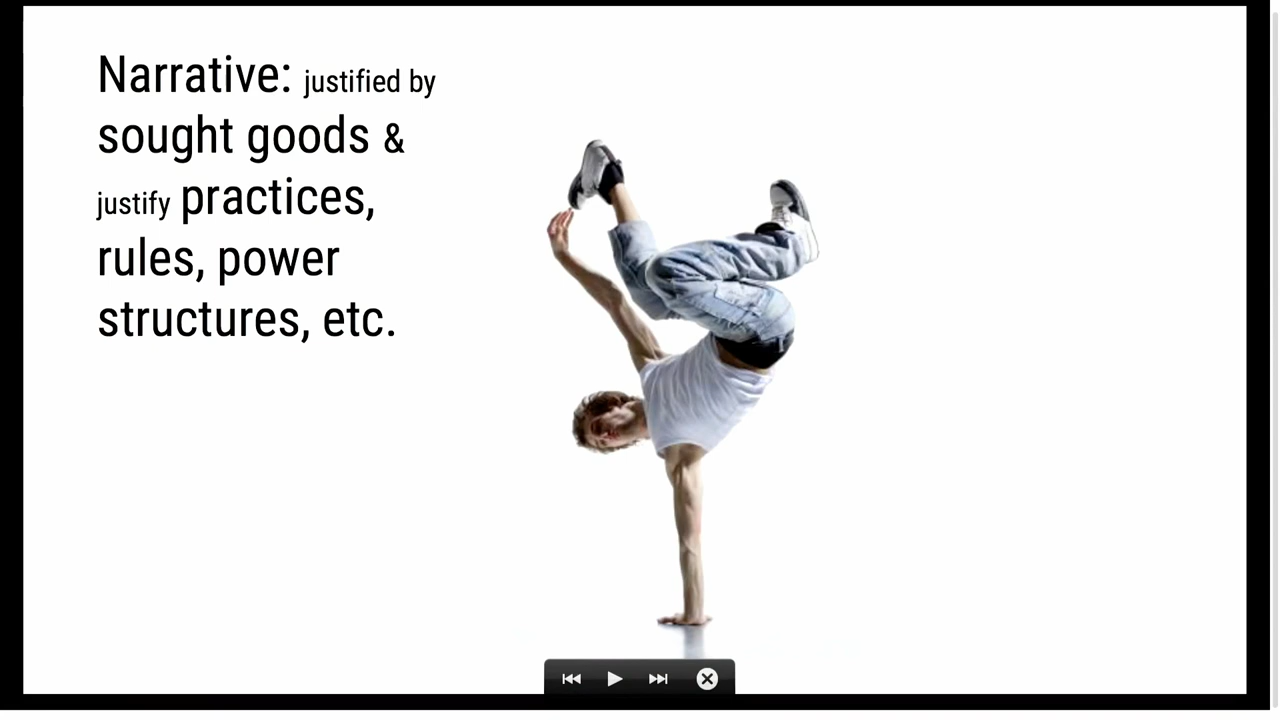 Narrative: justified by
sought goods &
justify practices,
rules, power
structures, etc.